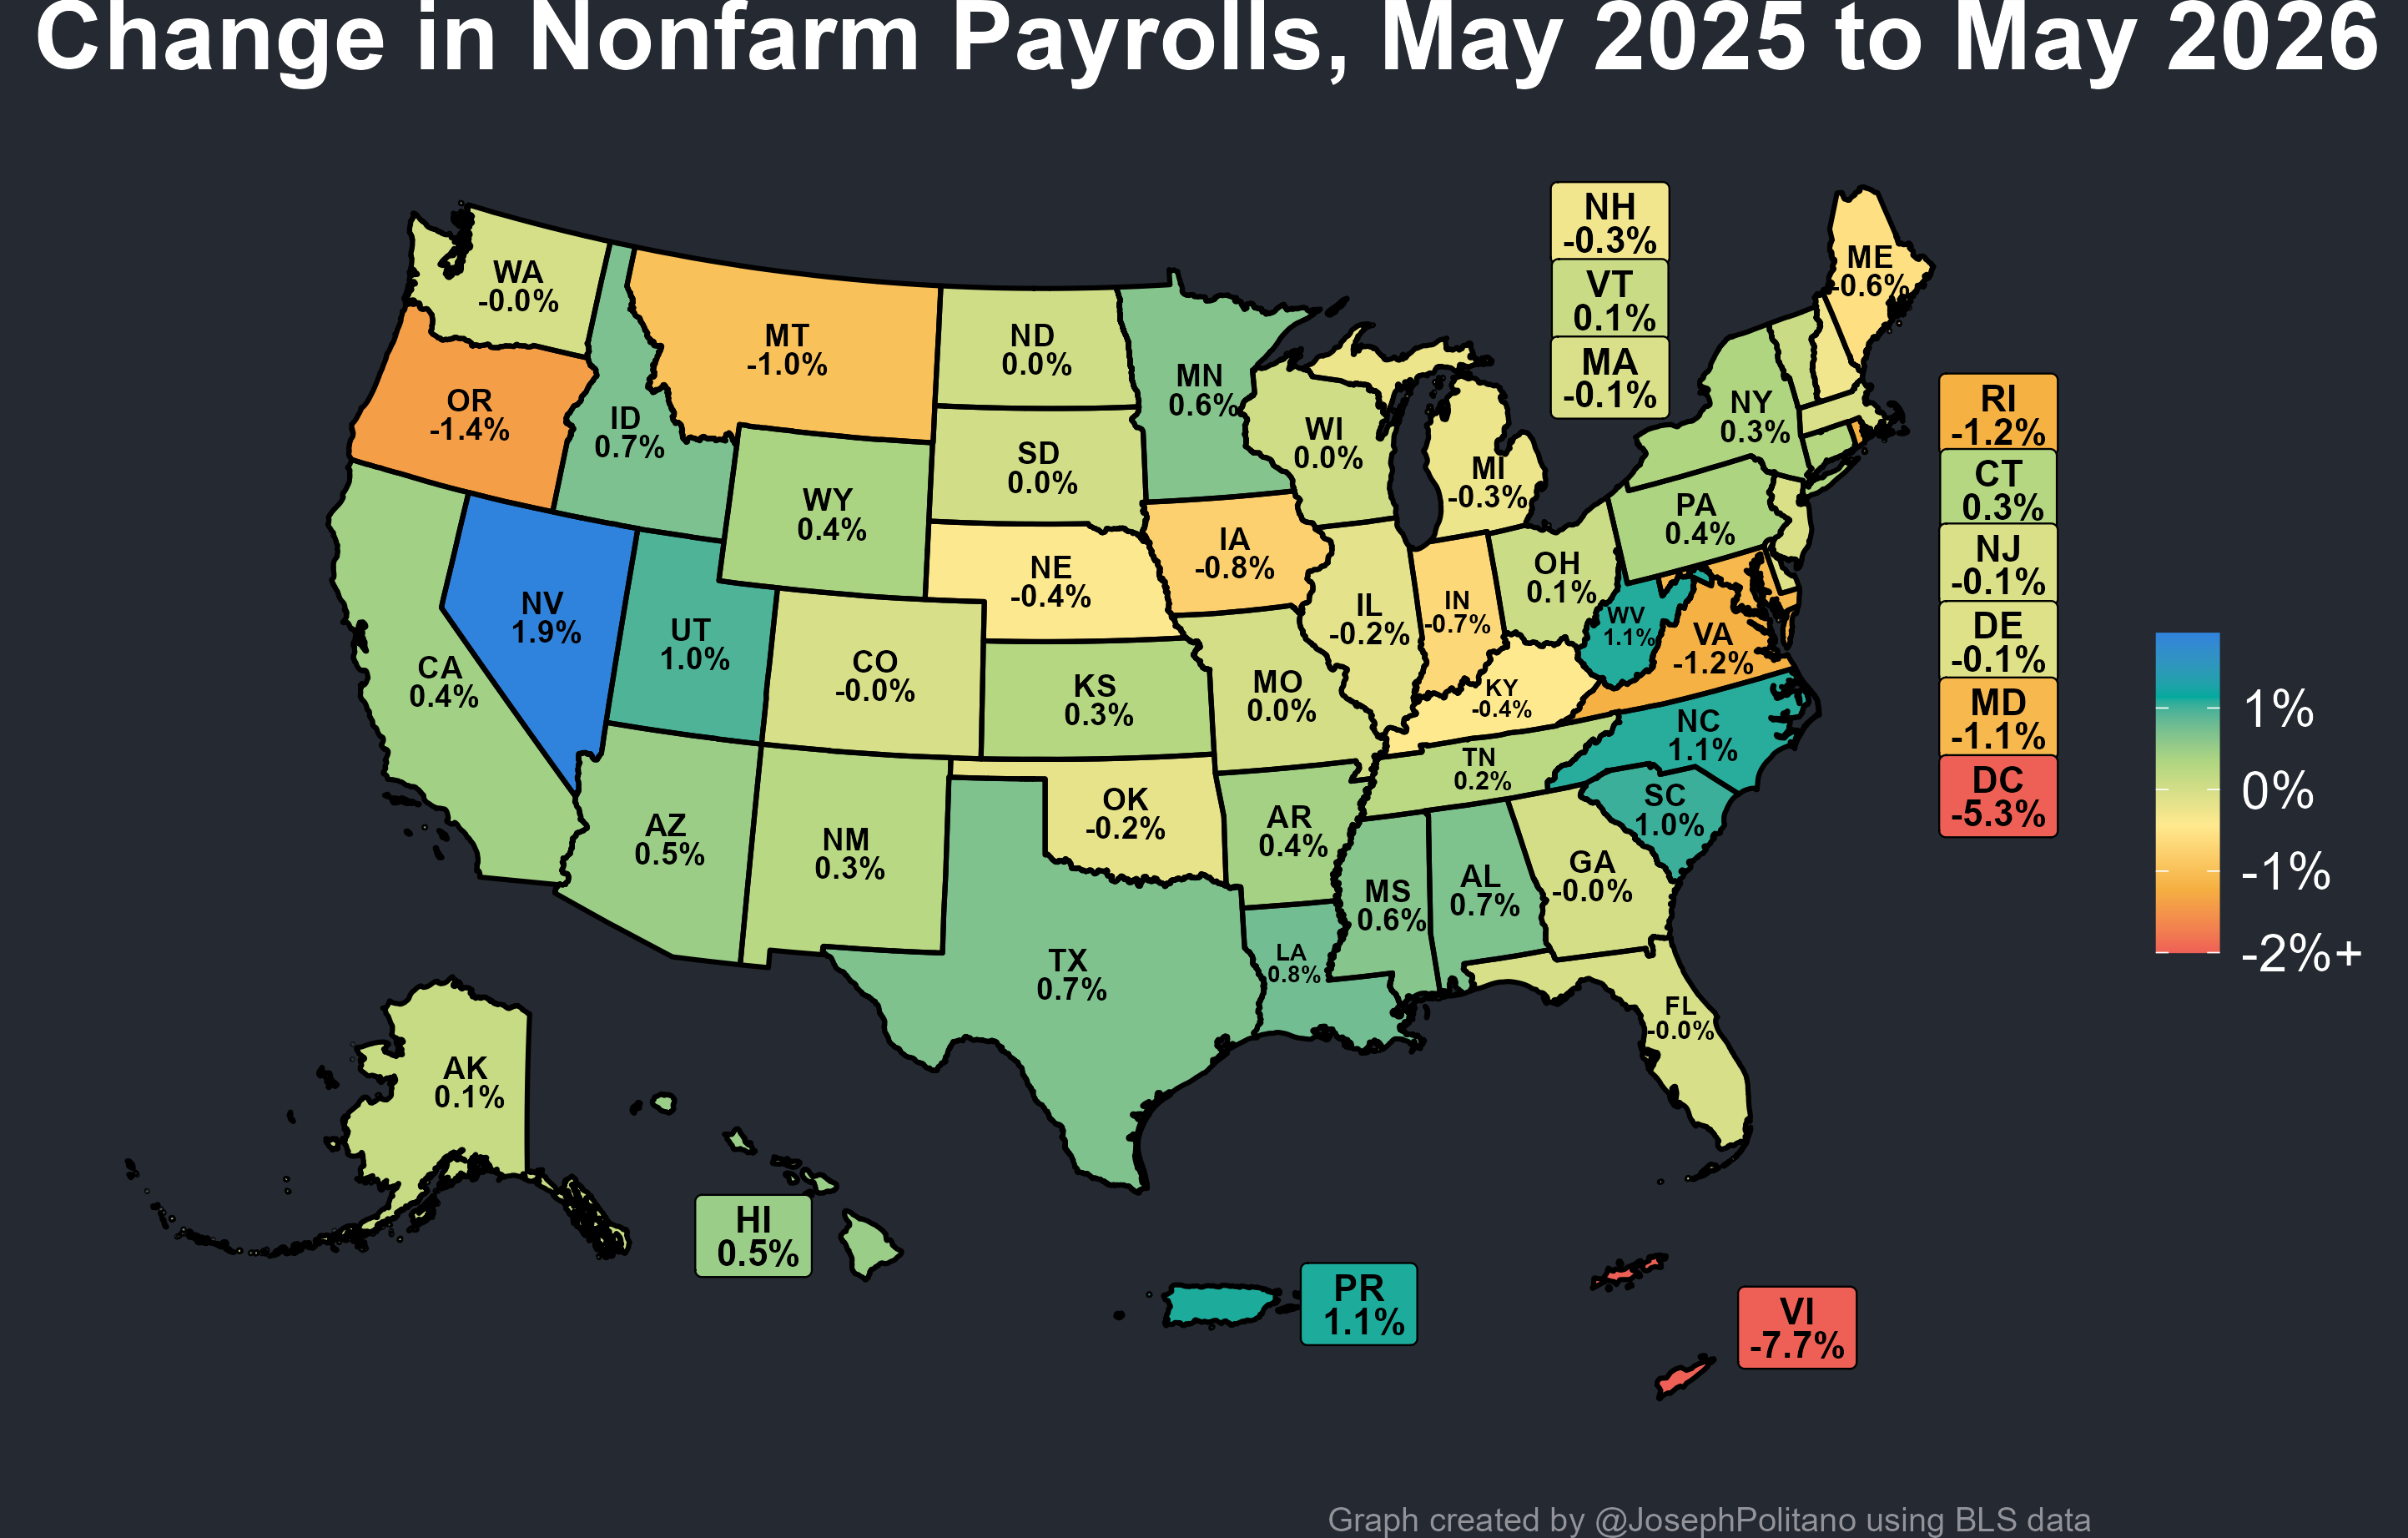 Change in Nonfarm Payrolls, May 2025 to May 2026
NH
-0.3%
VT
0.1%
MA
-0.1%
ME
-0.6%
WA
-0.0%
MT
-1.0%
ND
0.0%
MN
0.6%
OR
-1.4%
ID
0.7%
SD
0.0%
WI
0.0%
MI
-0.3%
NY
0.3%
RI
-1.2%
CT
0.3%
NJ
-0.1%
DE
-0.1%
MD
-1.1%
DC
-5.3%
WY
0.4%
IA
-0.8%
NE
-0.4%
PA
0.4%
OH
0.1%
IN
-0.7%
IL
-0.2%
WV
1.1%
VA
-1.2%
NV
1.9%
UT
1.0%
CO
-0.0%
CA
0.4%
KS
0.3%
MO
0.0%
KY
-0.4%
NC
1.1%
TN
0.2%
SC
1.0%
AZ
0.5%
NM
0.3%
OK
-0.2%
AR
0.4%
MS
0.6%
AL
0.7%
GA
-0.0%
TX
0.7%
LA
0.8%
FL
-0.0%
1%
0%
-1%
-2%+
AK
0.1%
HI
0.5%
PR
1.1%
VI
-7.7%
Graph created by @JosephPolitano using BLS data